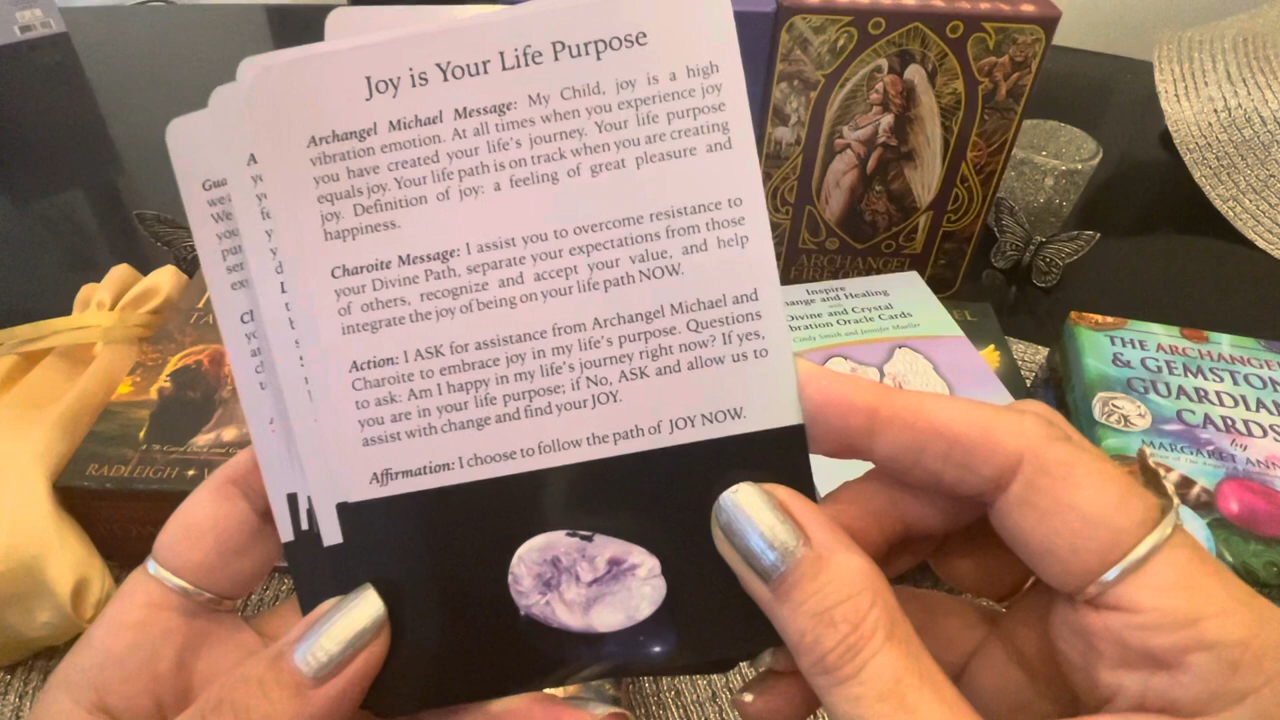 Joy is Your Life Purpose
Archangel Michael Message: My Child, joy is a high
vibration emotion. At all times when you experience joy
you have created your life's journey. Your life purpose
equals joy. Your life path is on track when you are creating
joy. Definition of joy: a feeling of great pleasure and
happiness.
Charoite Message: I assist you to overcome resistance to
your Divine Path, separate your expectations from those
of others, recognize and accept your value, and help
integrate the joy of being on your life path NOW.
Action: I ASK for assistance from Archangel Michael and
Charoite to embrace joy in my life's purpose. Questions
to ask: Am I happy in my life's journey right now? If yes,
you are in your life purpose; if No, ASK and allow us to
assist with change and find your JOY.
Affirmation: I choose to follow the path of JOY NOW.
ARCHANGEL
FIRE
Inspire
and Healing
Divine and Crystal
Oracle Cards
Cindy Smith and Jennifer Mueller
THE ARCHANGEL
& GEMSTONE
GUARDIAN
CARDS
by
MARGARET ANN
RADLEIGH